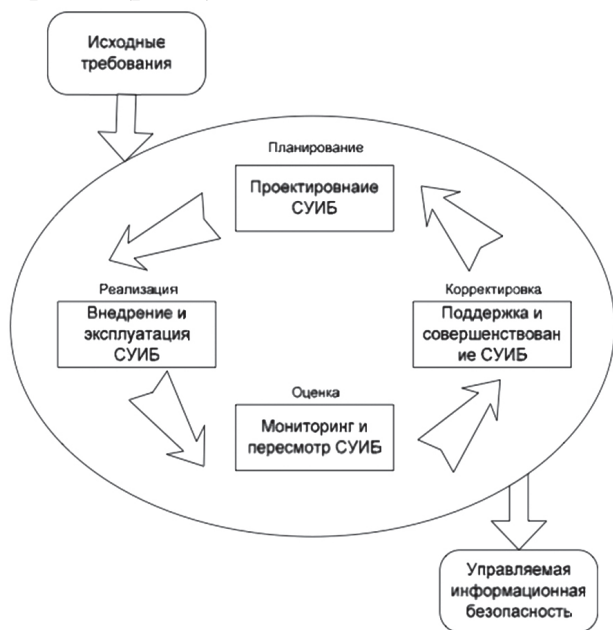 Исходные
требования
Планирование
Проектировнаие
СУИБ
Реализация
Внедрение и
эксплуатация
СУИБ
Корректировка
Поддержка и
совершенствован
ие СУИБ
Оценка
Мониторинг и
пересмотр СУИБ
Управляемая
информационная
безопасность